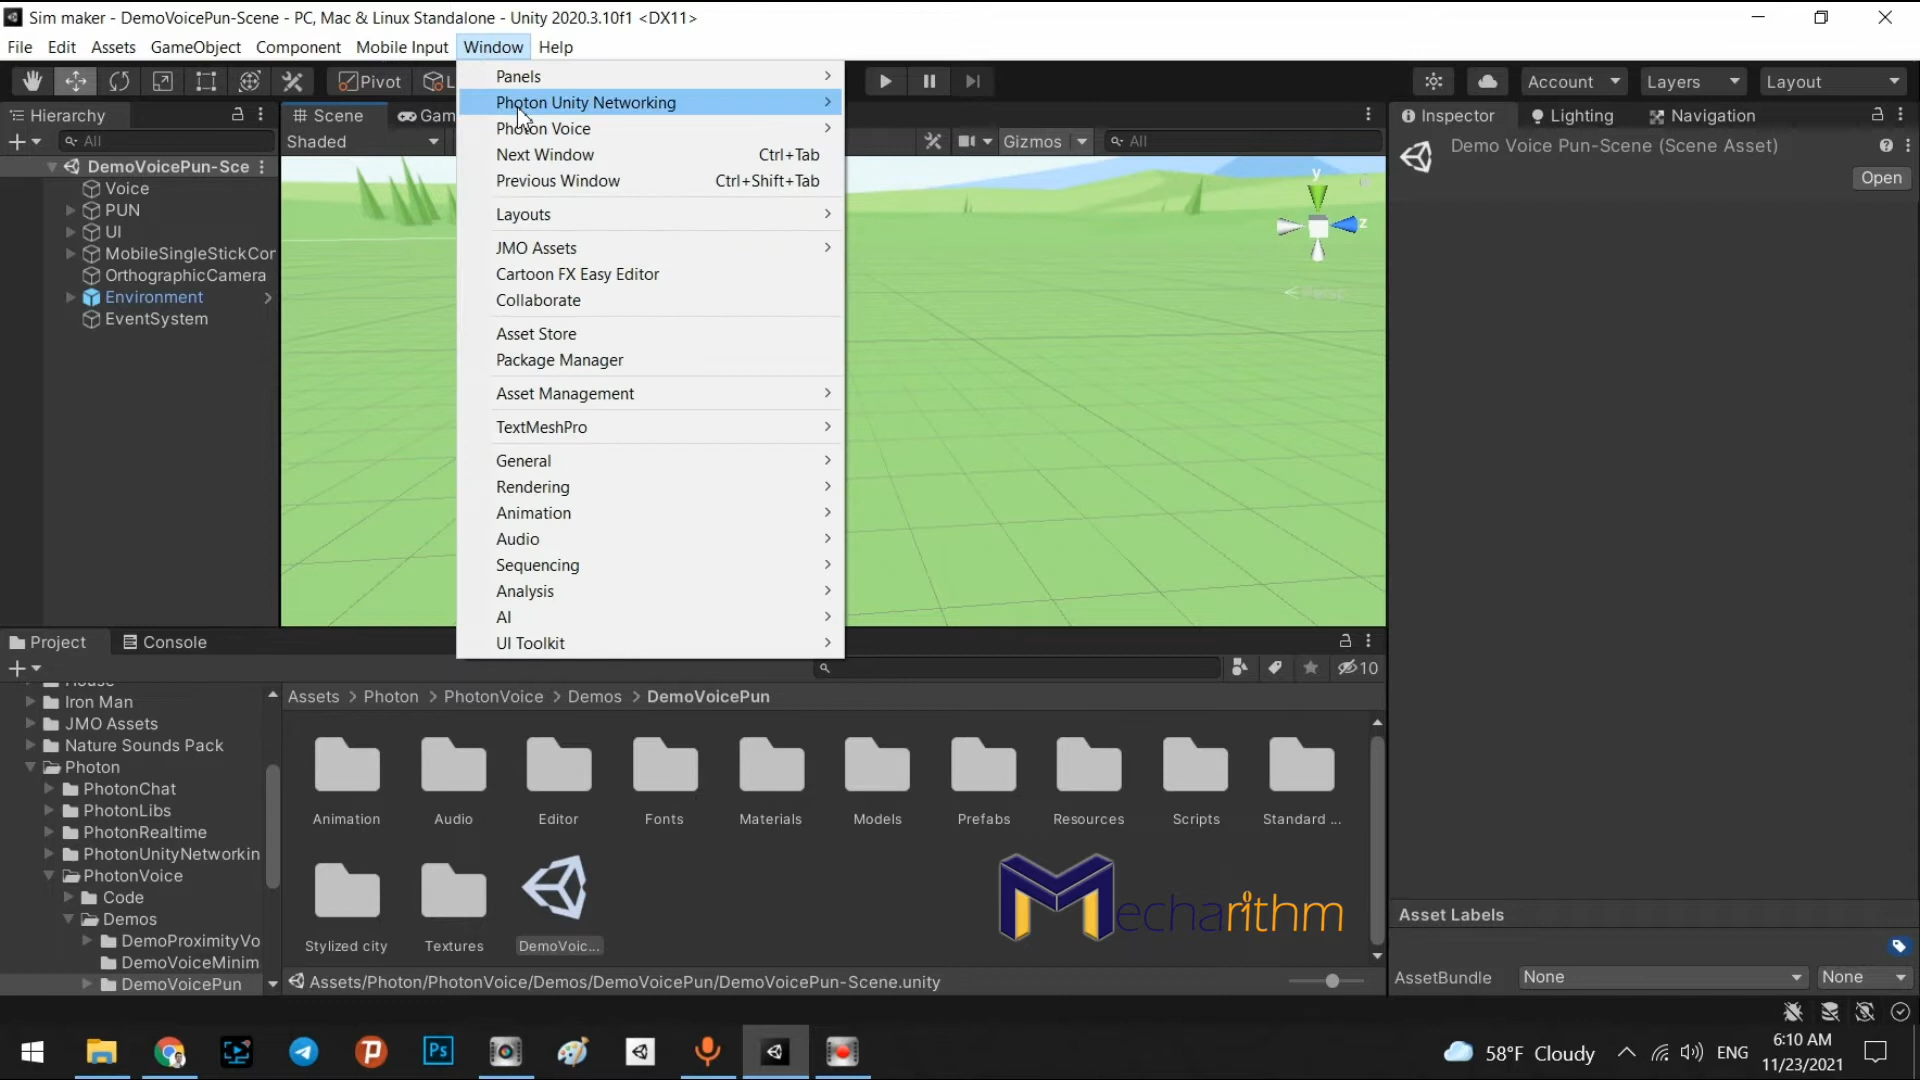 Sim maker - DemoVoicePun-Scene - PC, Mac & Linux Standalone - Unity 2020.3.10f1 <DX11>
File Edit Assets GameObject Component Mobile Input Window Help
Pivot L Account Layers Layout
Hierarchy
All
DemoVoicePun-Sce
Voice
PUN
UI
MobileSingleStickCor
OrthographicCamera
Environment
EventSystem
Scene Gam
Shaded
Panels
Photon Unity Networking
Photon Voice
Next Window Ctrl+Tab
Previous Window Ctrl+Shift+Tab
Layouts
JMO Assets
Cartoon FX Easy Editor
Collaborate
Asset Store
Package Manager
Asset Management
TextMeshPro
General
Rendering
Animation
Audio
Sequencing
Analysis
AI
UI Toolkit
Gizmos All
y
z
Persp
Inspector Lighting Navigation
Demo Voice Pun-Scene (Scene Asset)
Open
Project Console
10
Iron Man
JMO Assets
Nature Sounds Pack
Photon
PhotonChat
PhotonLibs
PhotonRealtime
PhotonUnityNetworkin
PhotonVoice
Code
Demos
DemoProximityVo
DemoVoiceMinim
DemoVoicePun
Assets > Photon > PhotonVoice > Demos > DemoVoicePun
Animation Audio Editor Fonts Materials Models Prefabs Resources Scripts Standard ...
Stylized city Textures DemoVoic...
Mecharithm
Assets/Photon/PhotonVoice/Demos/DemoVoicePun/DemoVoicePun-Scene.unity
Asset Labels
AssetBundle None None
Ps
58°F Cloudy ENG
6:10 AM
11/23/2021